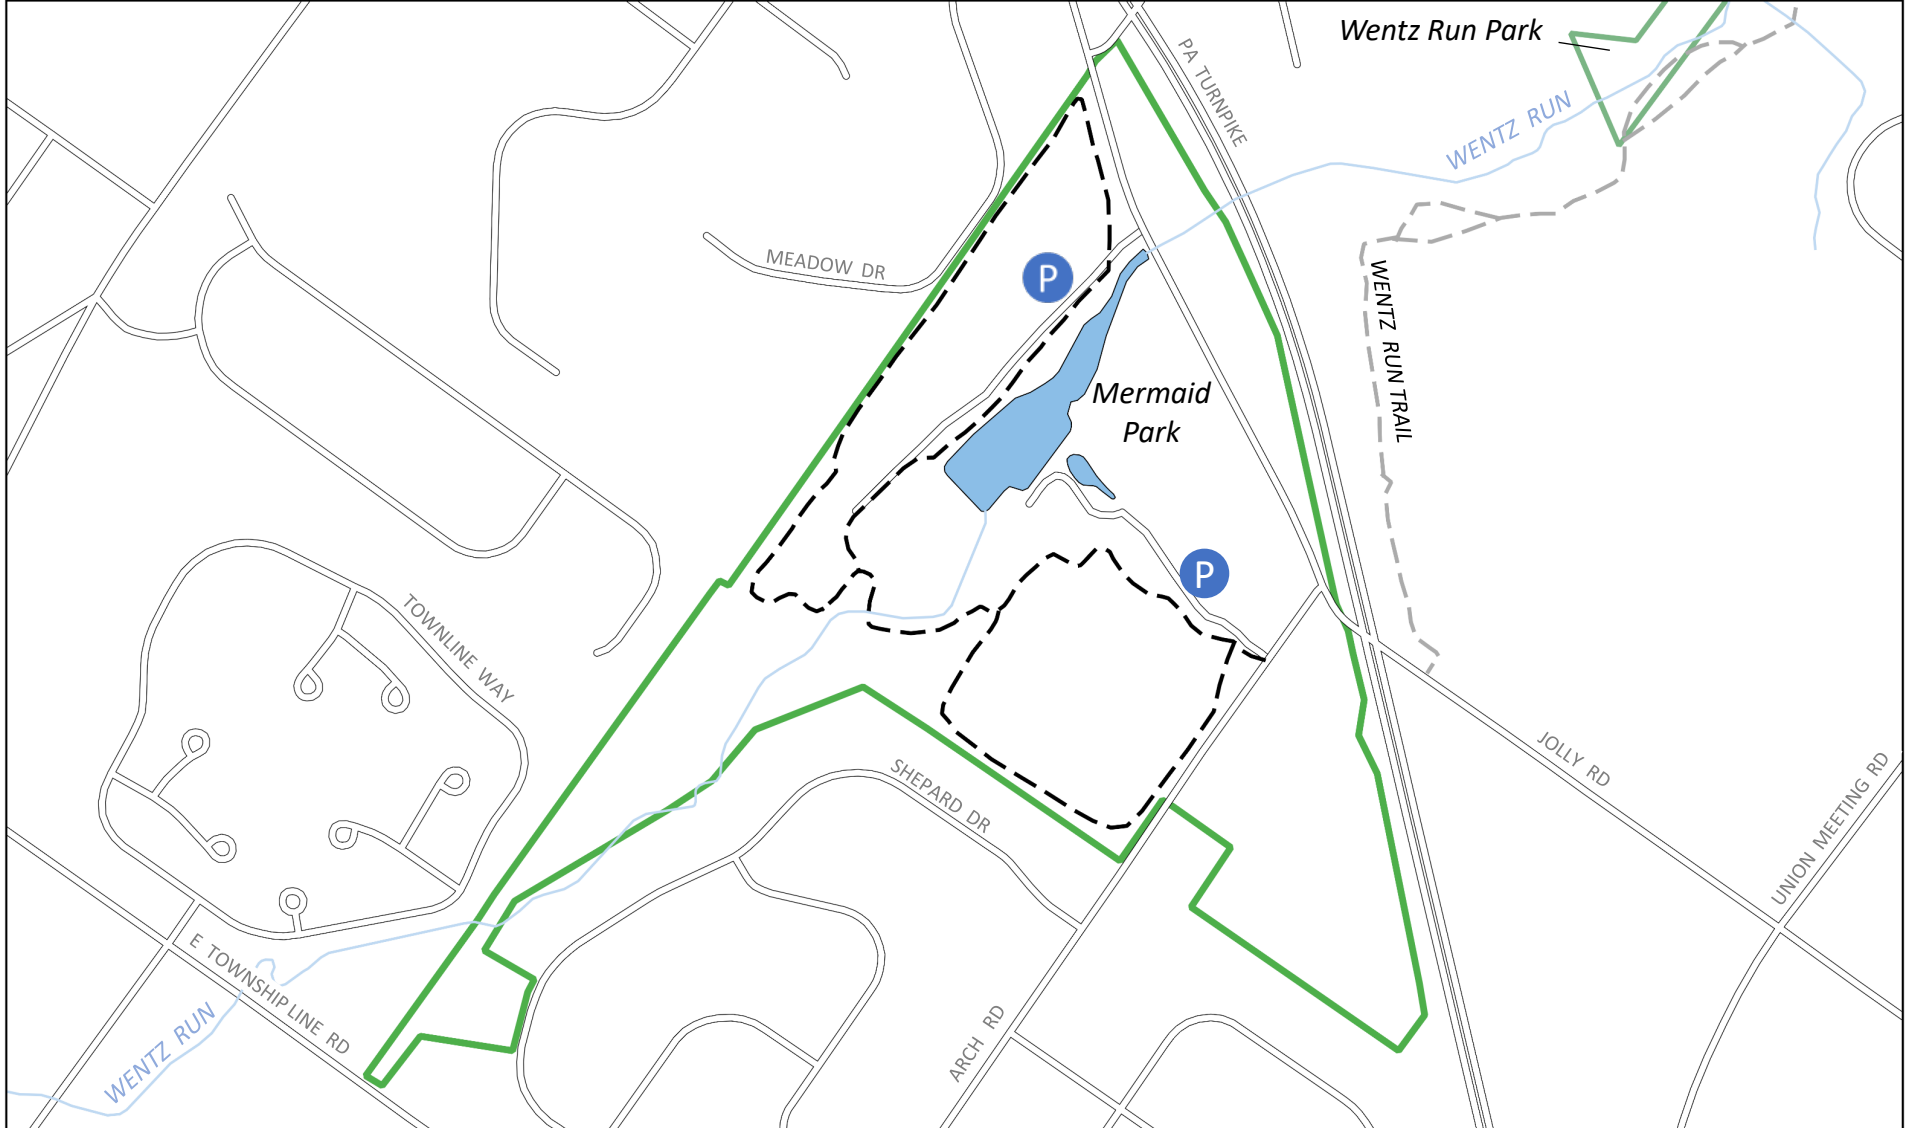 Wentz Run Park
PA TURNPIKE
WENTZ RUN
MEADOW DR
P
WENTZ RUN TRAIL
Mermaid
Park
P
TOWNLINE WAY
SHEPARD DR
JOLLY RD
UNION MEETING RD
E TOWNSHIP LINE RD
WENTZ RUN
ARCH RD